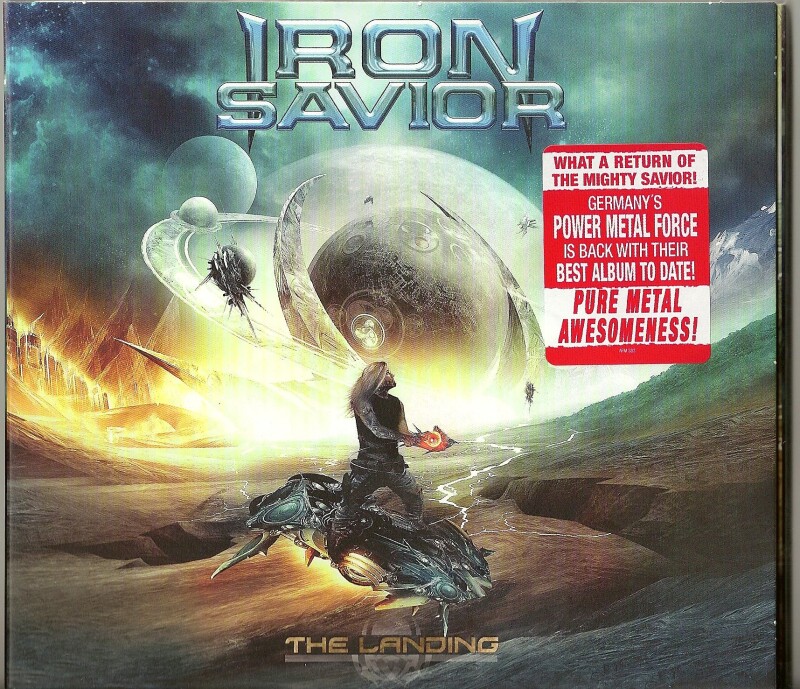 IRON
SAVIOR
WHAT A RETURN OF
THE MIGHTY SAVIOR!
GERMANY'S
POWER METAL FORCE
IS BACK WITH THEIR
BEST ALBUM TO DATE!
PURE METAL
AWESOMENESS!
THE LANDING